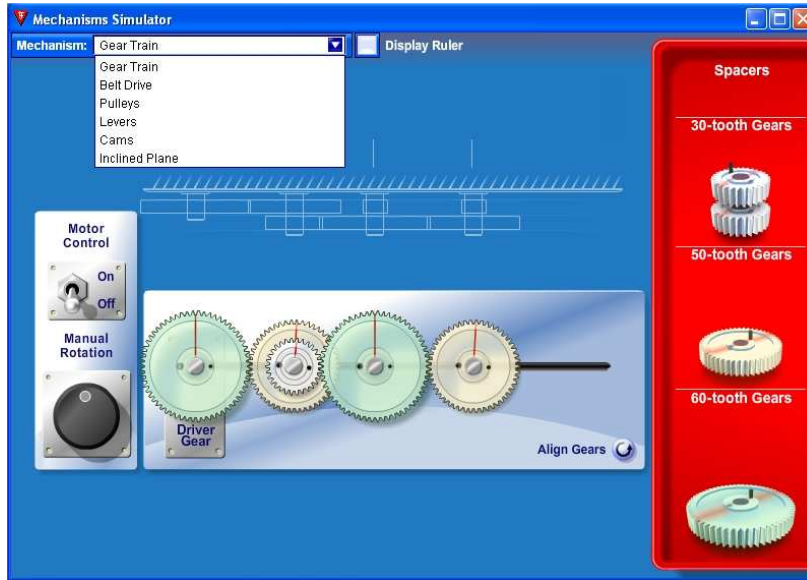 Mechanisms Simulator
Mechanism: Gear Train
Display Ruler
Gear Train
Belt Drive
Pulleys
Levers
Cams
Inclined Plane
Spacers
30-tooth Gears
50-tooth Gears
60-tooth Gears
Motor
Control
On
Off
Manual
Rotation
Driver
Gear
Align Gears